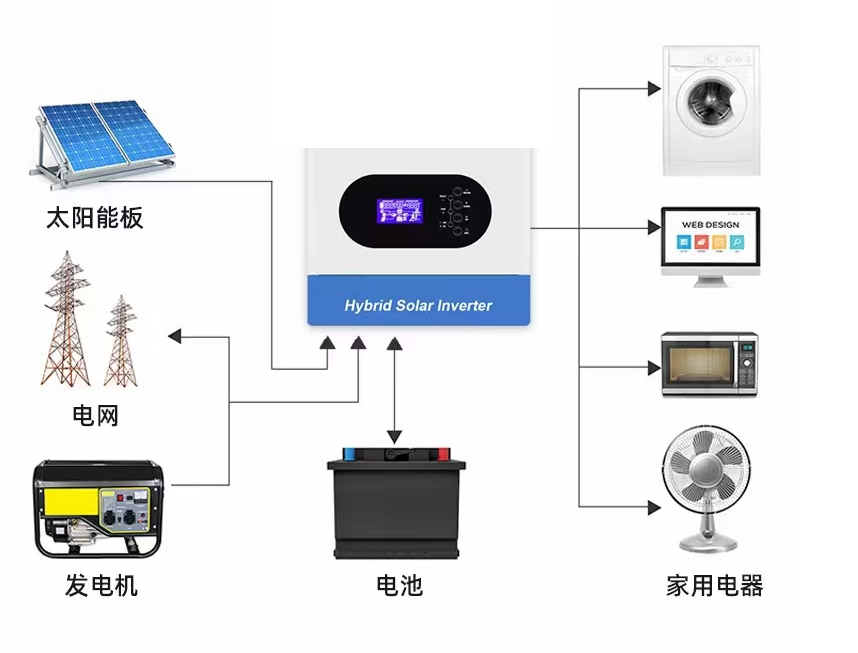 太阳能板
电网
发电机
Hybrid Solar Inverter
电池
WEB DESIGN
家用电器